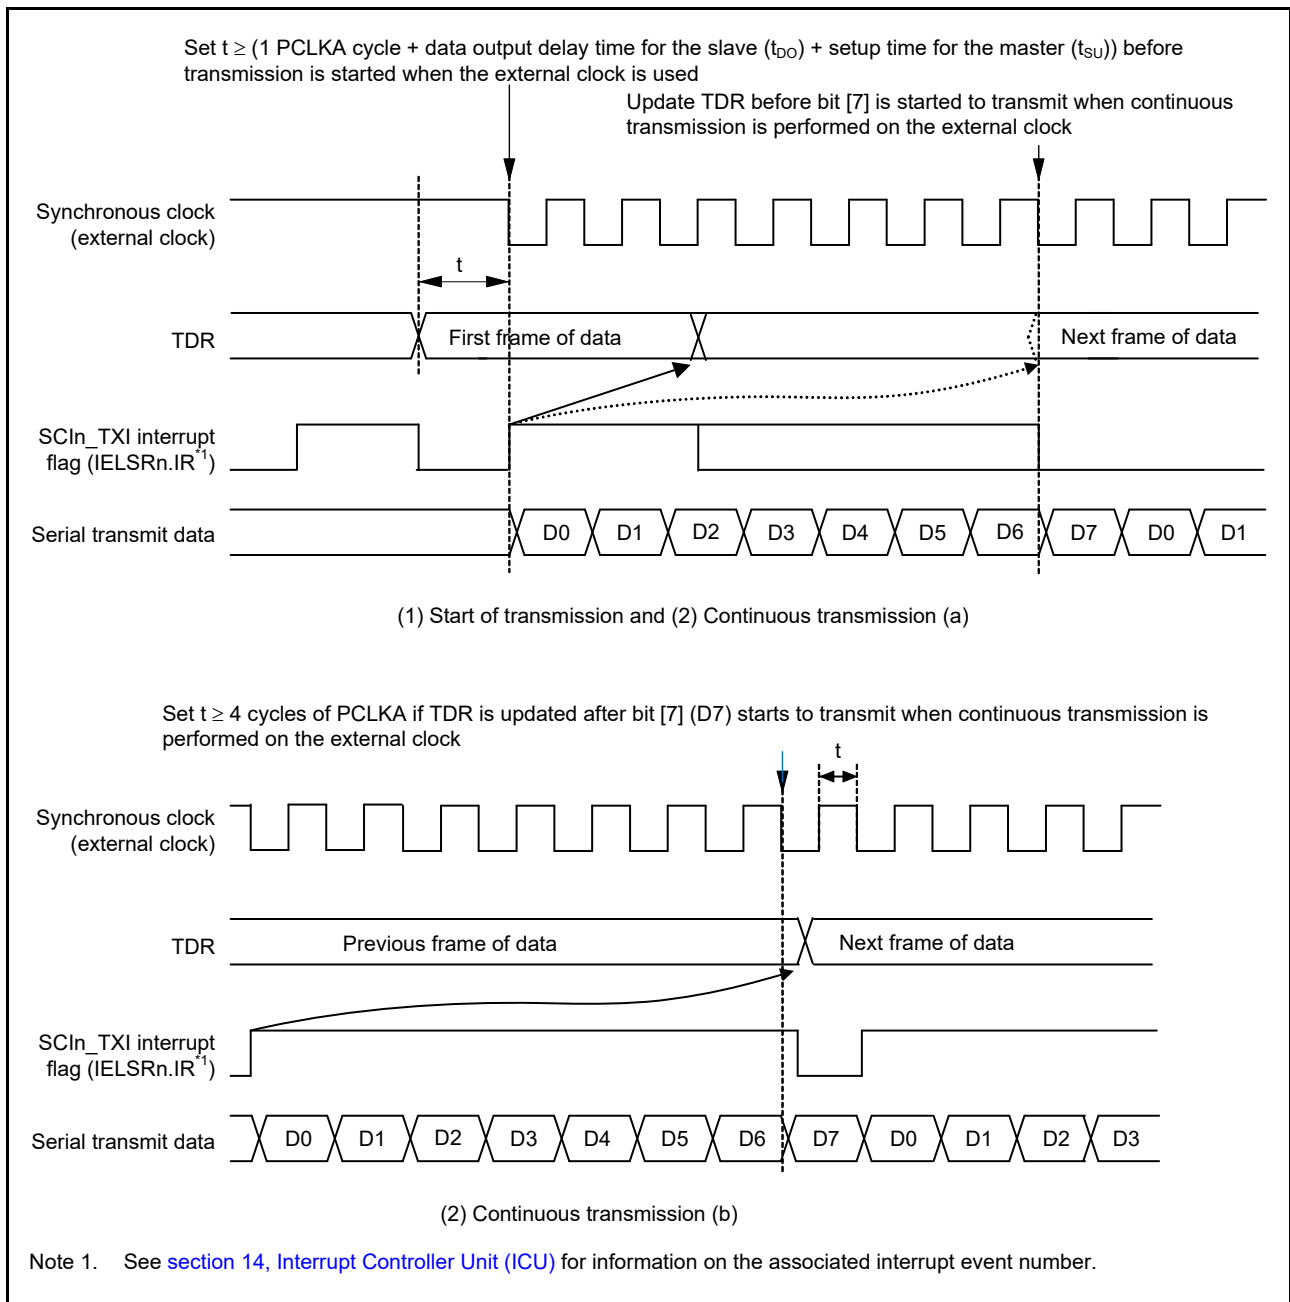 Set t ≥ (1 PCLKA cycle + data output delay time for the slave (tDO) + setup time for the master (tSU)) before
transmission is started when the external clock is used
Update TDR before bit [7] is started to transmit when continuous
transmission is performed on the external clock
Synchronous clock
(external clock)
t
TDR
First frame of data
Next frame of data
SCIn_TXI interrupt
flag (IELSRn.IR*1)
Serial transmit data
D0 D1 D2 D3 D4 D5 D6 D7 D0 D1
(1) Start of transmission and (2) Continuous transmission (a)
Set t ≥ 4 cycles of PCLKA if TDR is updated after bit [7] (D7) starts to transmit when continuous transmission is
performed on the external clock
t
Synchronous clock
(external clock)
TDR
Previous frame of data
Next frame of data
SCIn_TXI interrupt
flag (IELSRn.IR*1)
Serial transmit data
D0 D1 D2 D3 D4 D5 D6 D7 D0 D1 D2 D3
(2) Continuous transmission (b)
Note 1. See section 14, Interrupt Controller Unit (ICU) for information on the associated interrupt event number.